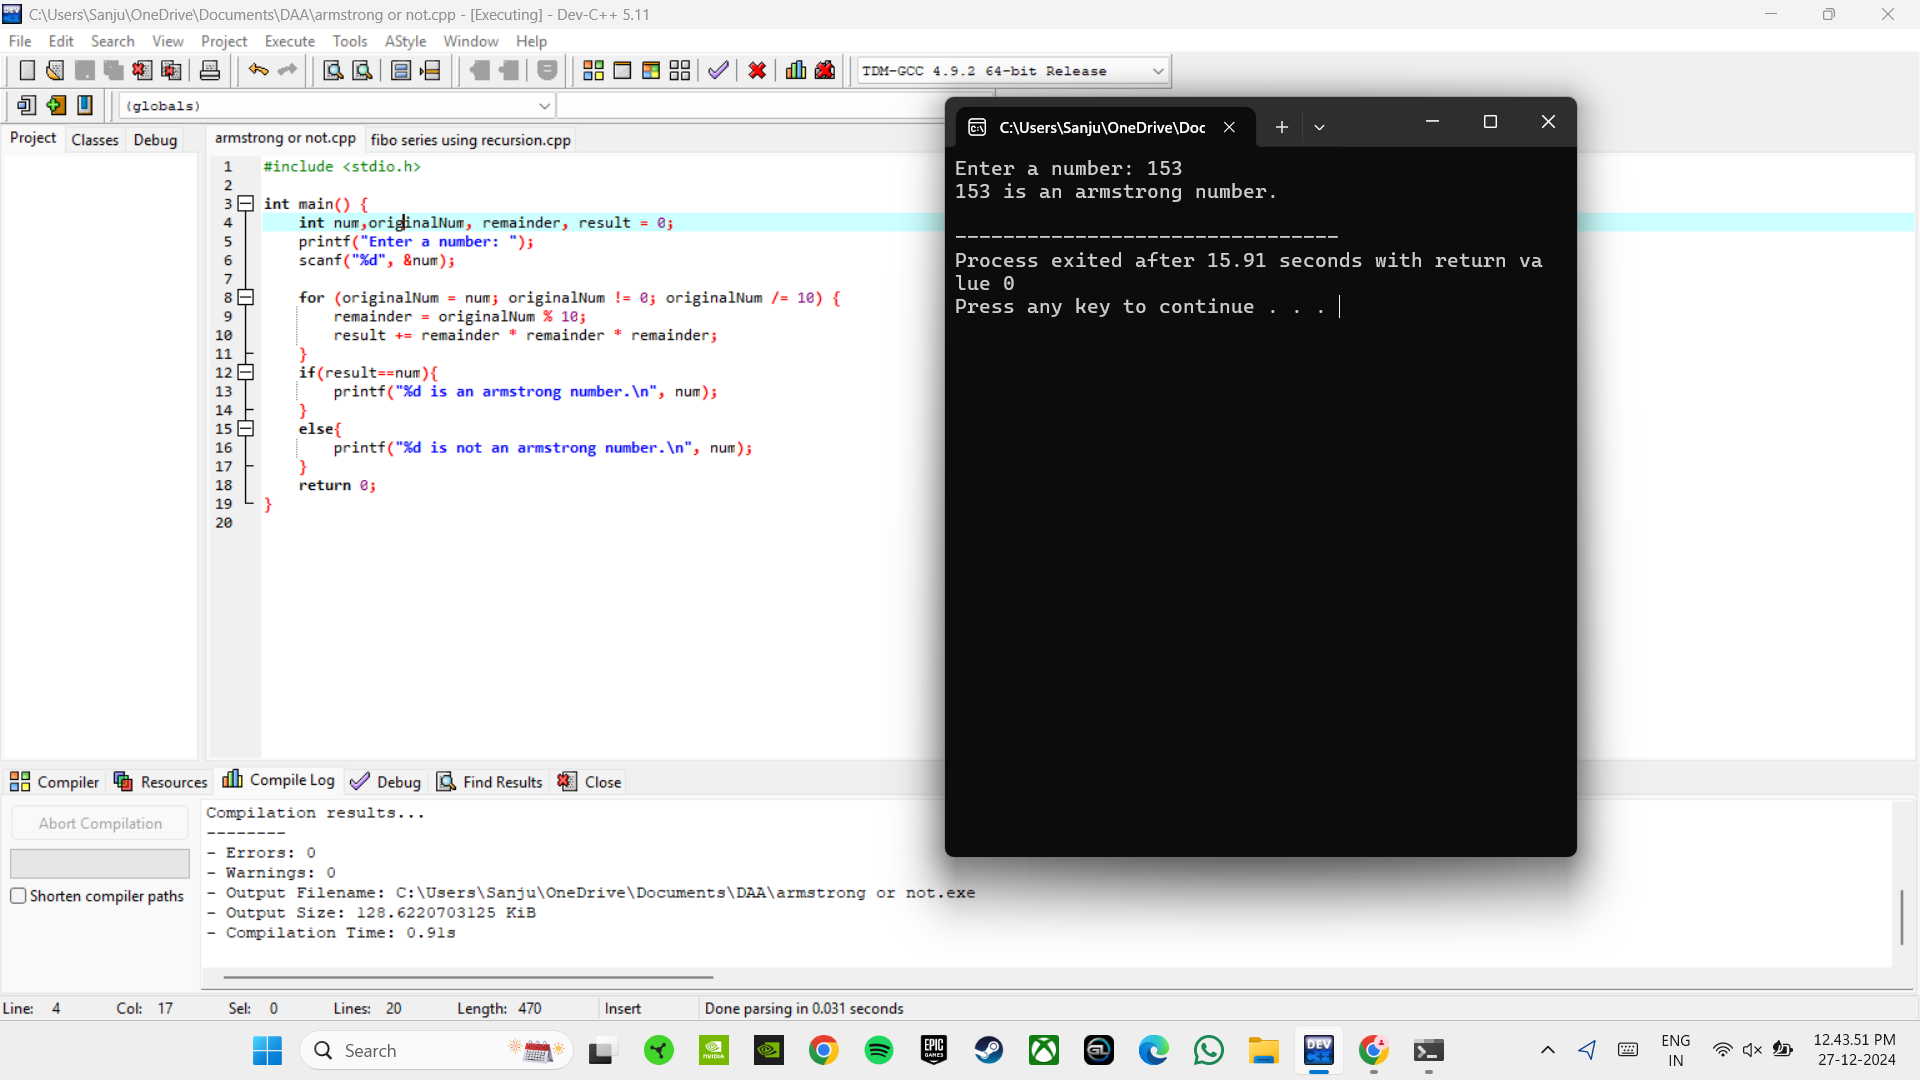 C:\Users\Sanju\OneDrive\Documents\DAA\armstrong or not.cpp - [Executing] - Dev-C++ 5.11
File Edit Search View Project Execute Tools AStyle Window Help
TDM-GCC 4.9.2 64-bit Release
(globals)
Project Classes Debug
armstrong or not.cpp fibo series using recursion.cpp
1 #include <stdio.h>
2
3 int main() {
4 int num,originalNum, remainder, result = 0;
5 printf("Enter a number: ");
6 scanf("%d", &num);
7
8 for (originalNum = num; originalNum != 0; originalNum /= 10) {
9 remainder = originalNum % 10;
10 result += remainder * remainder * remainder;
11 }
12 if(result==num){
13 printf("%d is an armstrong number.\n", num);
14 }
15 else{
16 printf("%d is not an armstrong number.\n", num);
17 }
18 return 0;
19 }
20
C:\Users\Sanju\OneDrive\Doc
Enter a number: 153
153 is an armstrong number.
--------------------------------
Process exited after 15.91 seconds with return va
lue 0
Press any key to continue . . .
Compiler Resources Compile Log Debug Find Results Close
Abort Compilation
Shorten compiler paths
Compilation results...
--------
- Errors: 0
- Warnings: 0
- Output Filename: C:\Users\Sanju\OneDrive\Documents\DAA\armstrong or not.exe
- Output Size: 128.6220703125 KiB
- Compilation Time: 0.91s
Line: 4 Col: 17 Sel: 0 Lines: 20 Length: 470 Insert Done parsing in 0.031 seconds
Search
NVIDIA
EPIC GAMES
DEV C++
ENG
IN
12.43.51 PM
27-12-2024